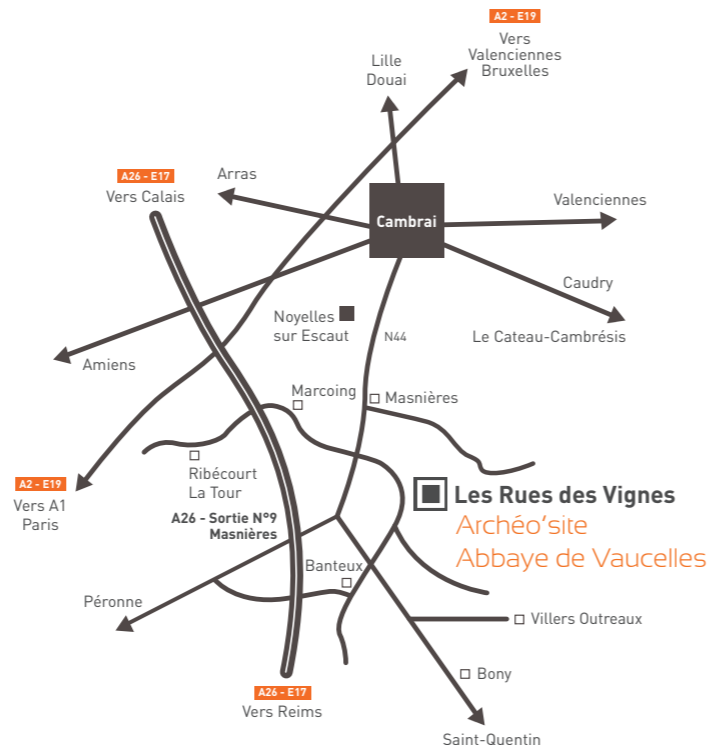 A2 - E19
Vers
Valenciennes
Bruxelles
Lille
Douai
A26 - E17
Vers Calais
Arras
Cambrai
Valenciennes
Caudry
Le Cateau-Cambrésis
Noyelles
sur Escaut
N44
Amiens
Marcoing
Masnières
Ribécourt
La Tour
A2 - E19
Vers A1
Paris
A26 - Sortie N°9
Masnières
Les Rues des Vignes
Archéo'site
Abbaye de Vaucelles
Banteux
Péronne
Villers Outreaux
Bony
A26 - E17
Vers Reims
Saint-Quentin